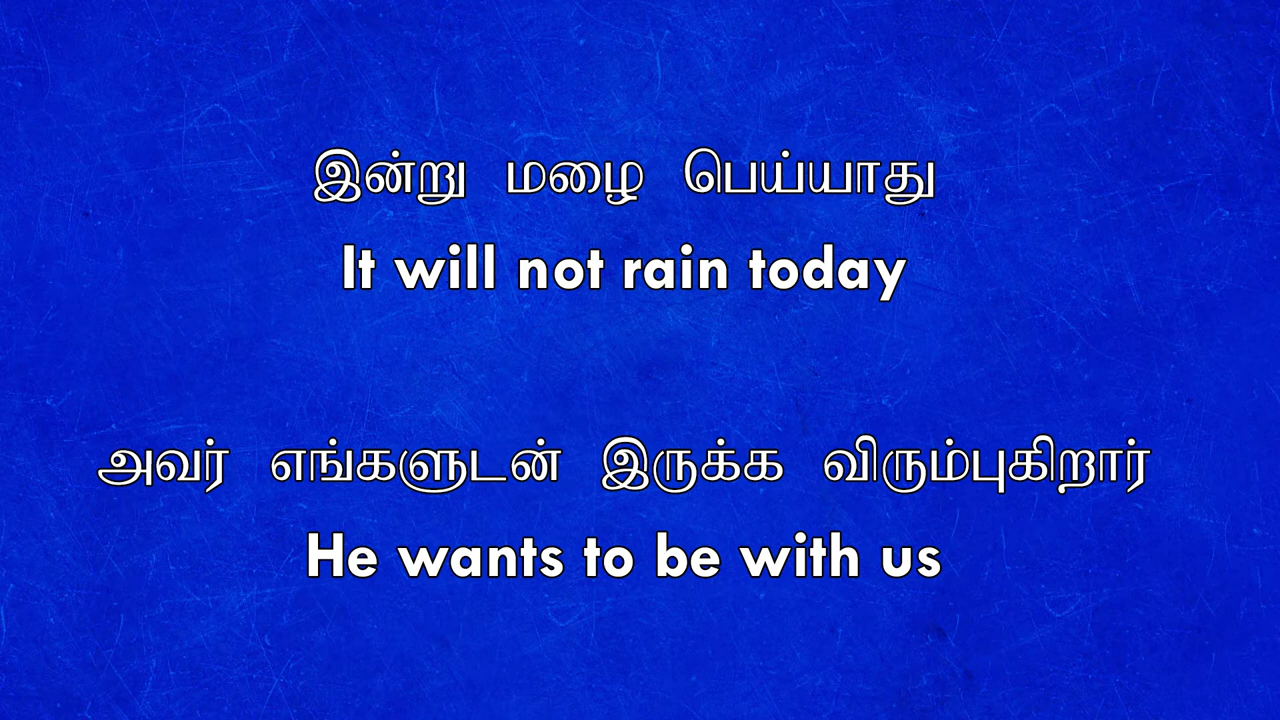 இன்று மழை பெய்யாது
It will not rain today
அவர் எங்களுடன் இருக்க விரும்புகிறார்
He wants to be with us